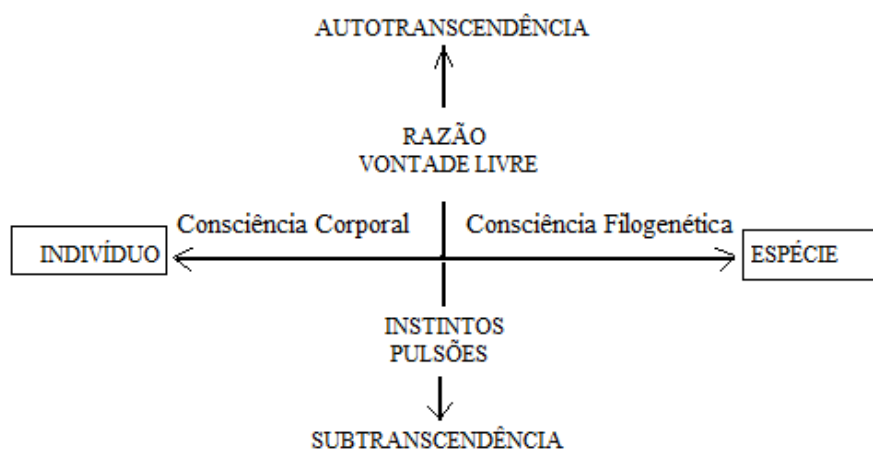 AUTOTRANSCENDÊNCIA
RAZÃO
VONTADE LIVRE
Consciência Corporal
Consciência Filogenética
INDIVÍDUO
ESPÉCIE
INSTINTOS
PULSÕES
SUBTRANSCENDÊNCIA